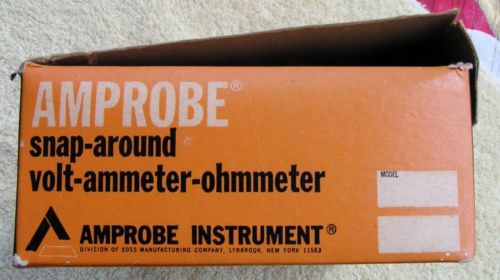 AMPROBE®
snap-around
volt-ammeter-ohmmeter
MODEL
AMPROBE INSTRUMENT®
DIVISION OF SOSS MANUFACTURING COMPANY, LYNBROOK, NEW YORK 11563